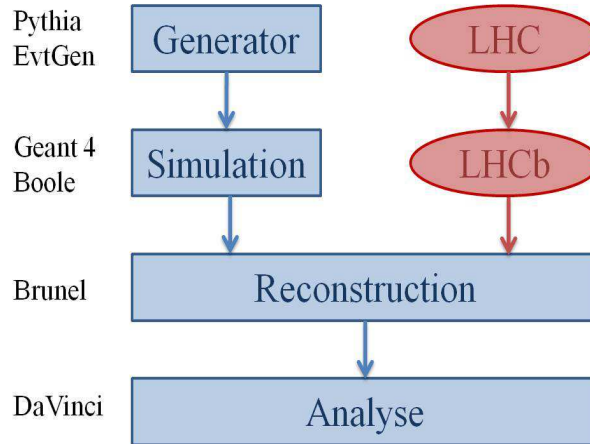 Pythia
EvtGen
Generator
LHC
Geant 4
Boole
Simulation
LHCb
Brunel
Reconstruction
DaVinci
Analyse